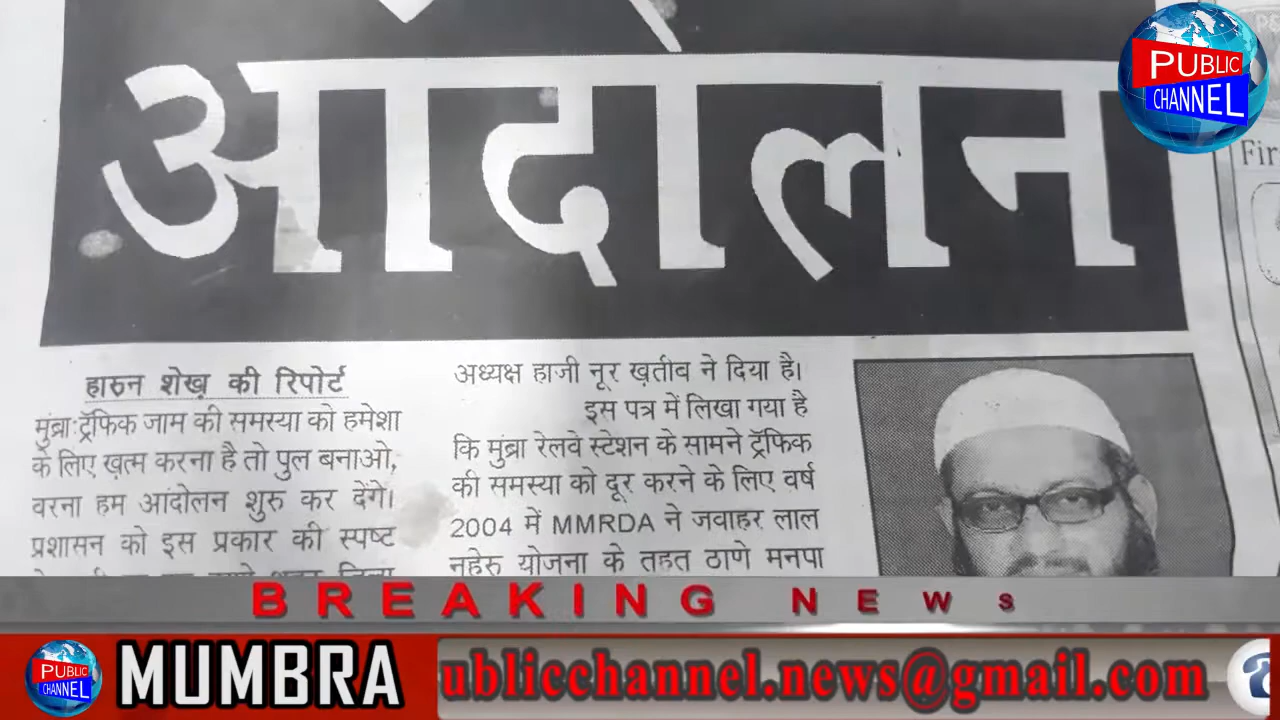 आंदोलन
PUBLIC
CHANNEL
Fir
हारुन शेख़ की रिपोर्ट
मुंब्राःट्रॅफिक जाम की समस्या को हमेशा
के लिए ख़त्म करना है तो पुल बनाओ,
वरना हम आंदोलन शुरु कर देंगे।
प्रशासन को इस प्रकार की स्पष्ट
अध्यक्ष हाजी नूर ख़तीब ने दिया है।
इस पत्र में लिखा गया है
कि मुंब्रा रेलवे स्टेशन के सामने ट्रॅफिक
की समस्या को दूर करने के लिए वर्ष
2004 में MMRDA ने जवाहर लाल
नहेरु योजना के तहत ठाणे मनपा
BREAKING NEWS
PUBLIC
CHANNEL
MUMBRA
ublicchannel.news@gmail.com